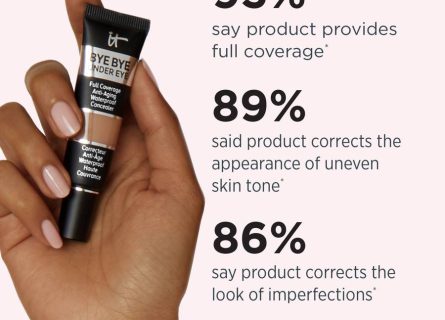 it
BYE BYE
UNDER EYE
Full Coverage
Anti-Aging
Waterproof
Concealer
Correcteur
Anti-Âge
Waterproof
Haute
Couvrance
say product provides
full coverage*
89%
said product corrects the
appearance of uneven
skin tone*
86%
say product corrects the
look of imperfections*